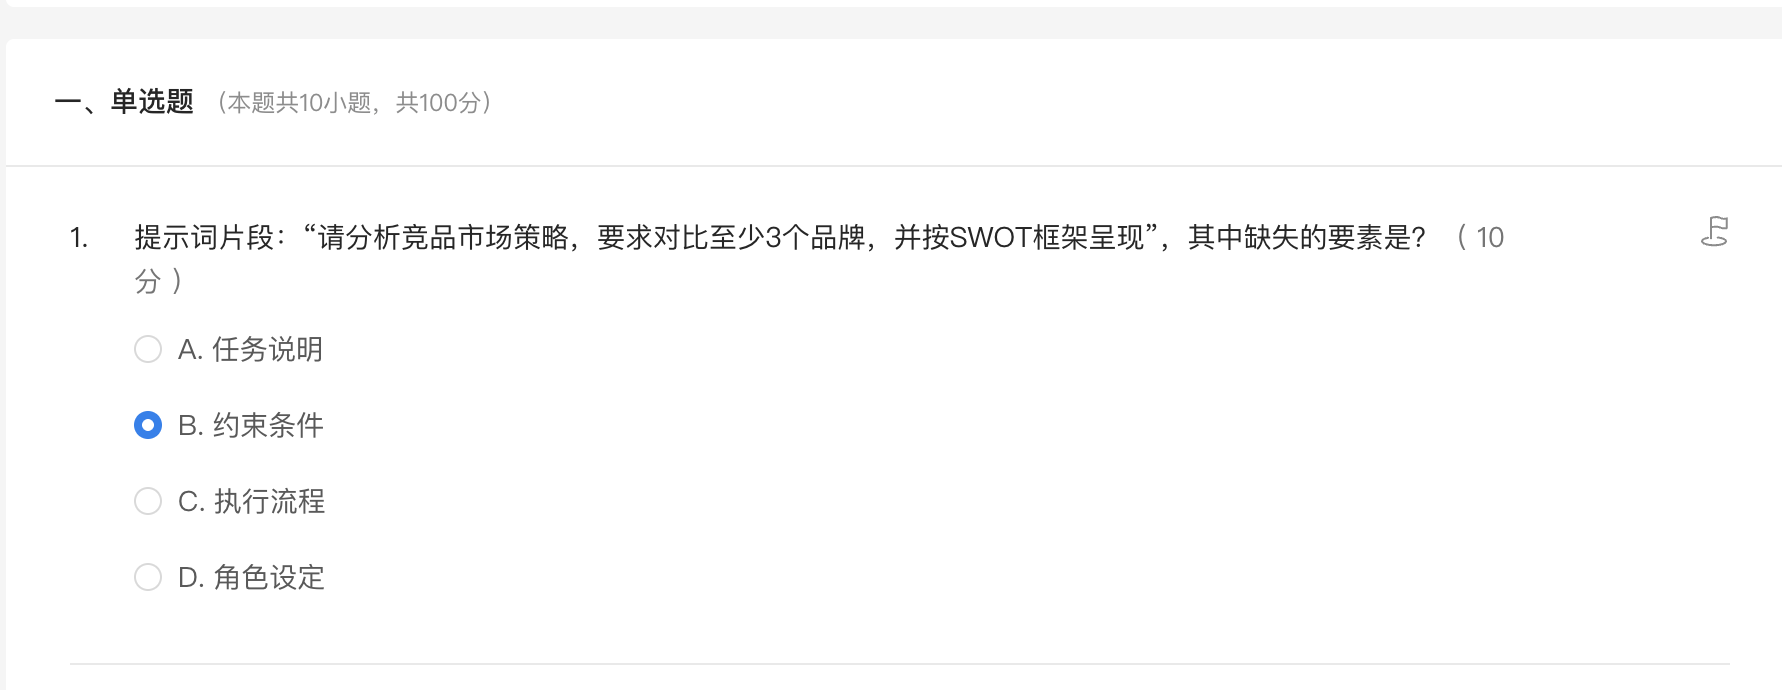 一、单选题 （本题共10小题，共100分）
1. 提示词片段：“请分析竞品市场策略，要求对比至少3个品牌，并按SWOT框架呈现”，其中缺失的要素是？ （ 10
分 ）
A. 任务说明
B. 约束条件
C. 执行流程
D. 角色设定